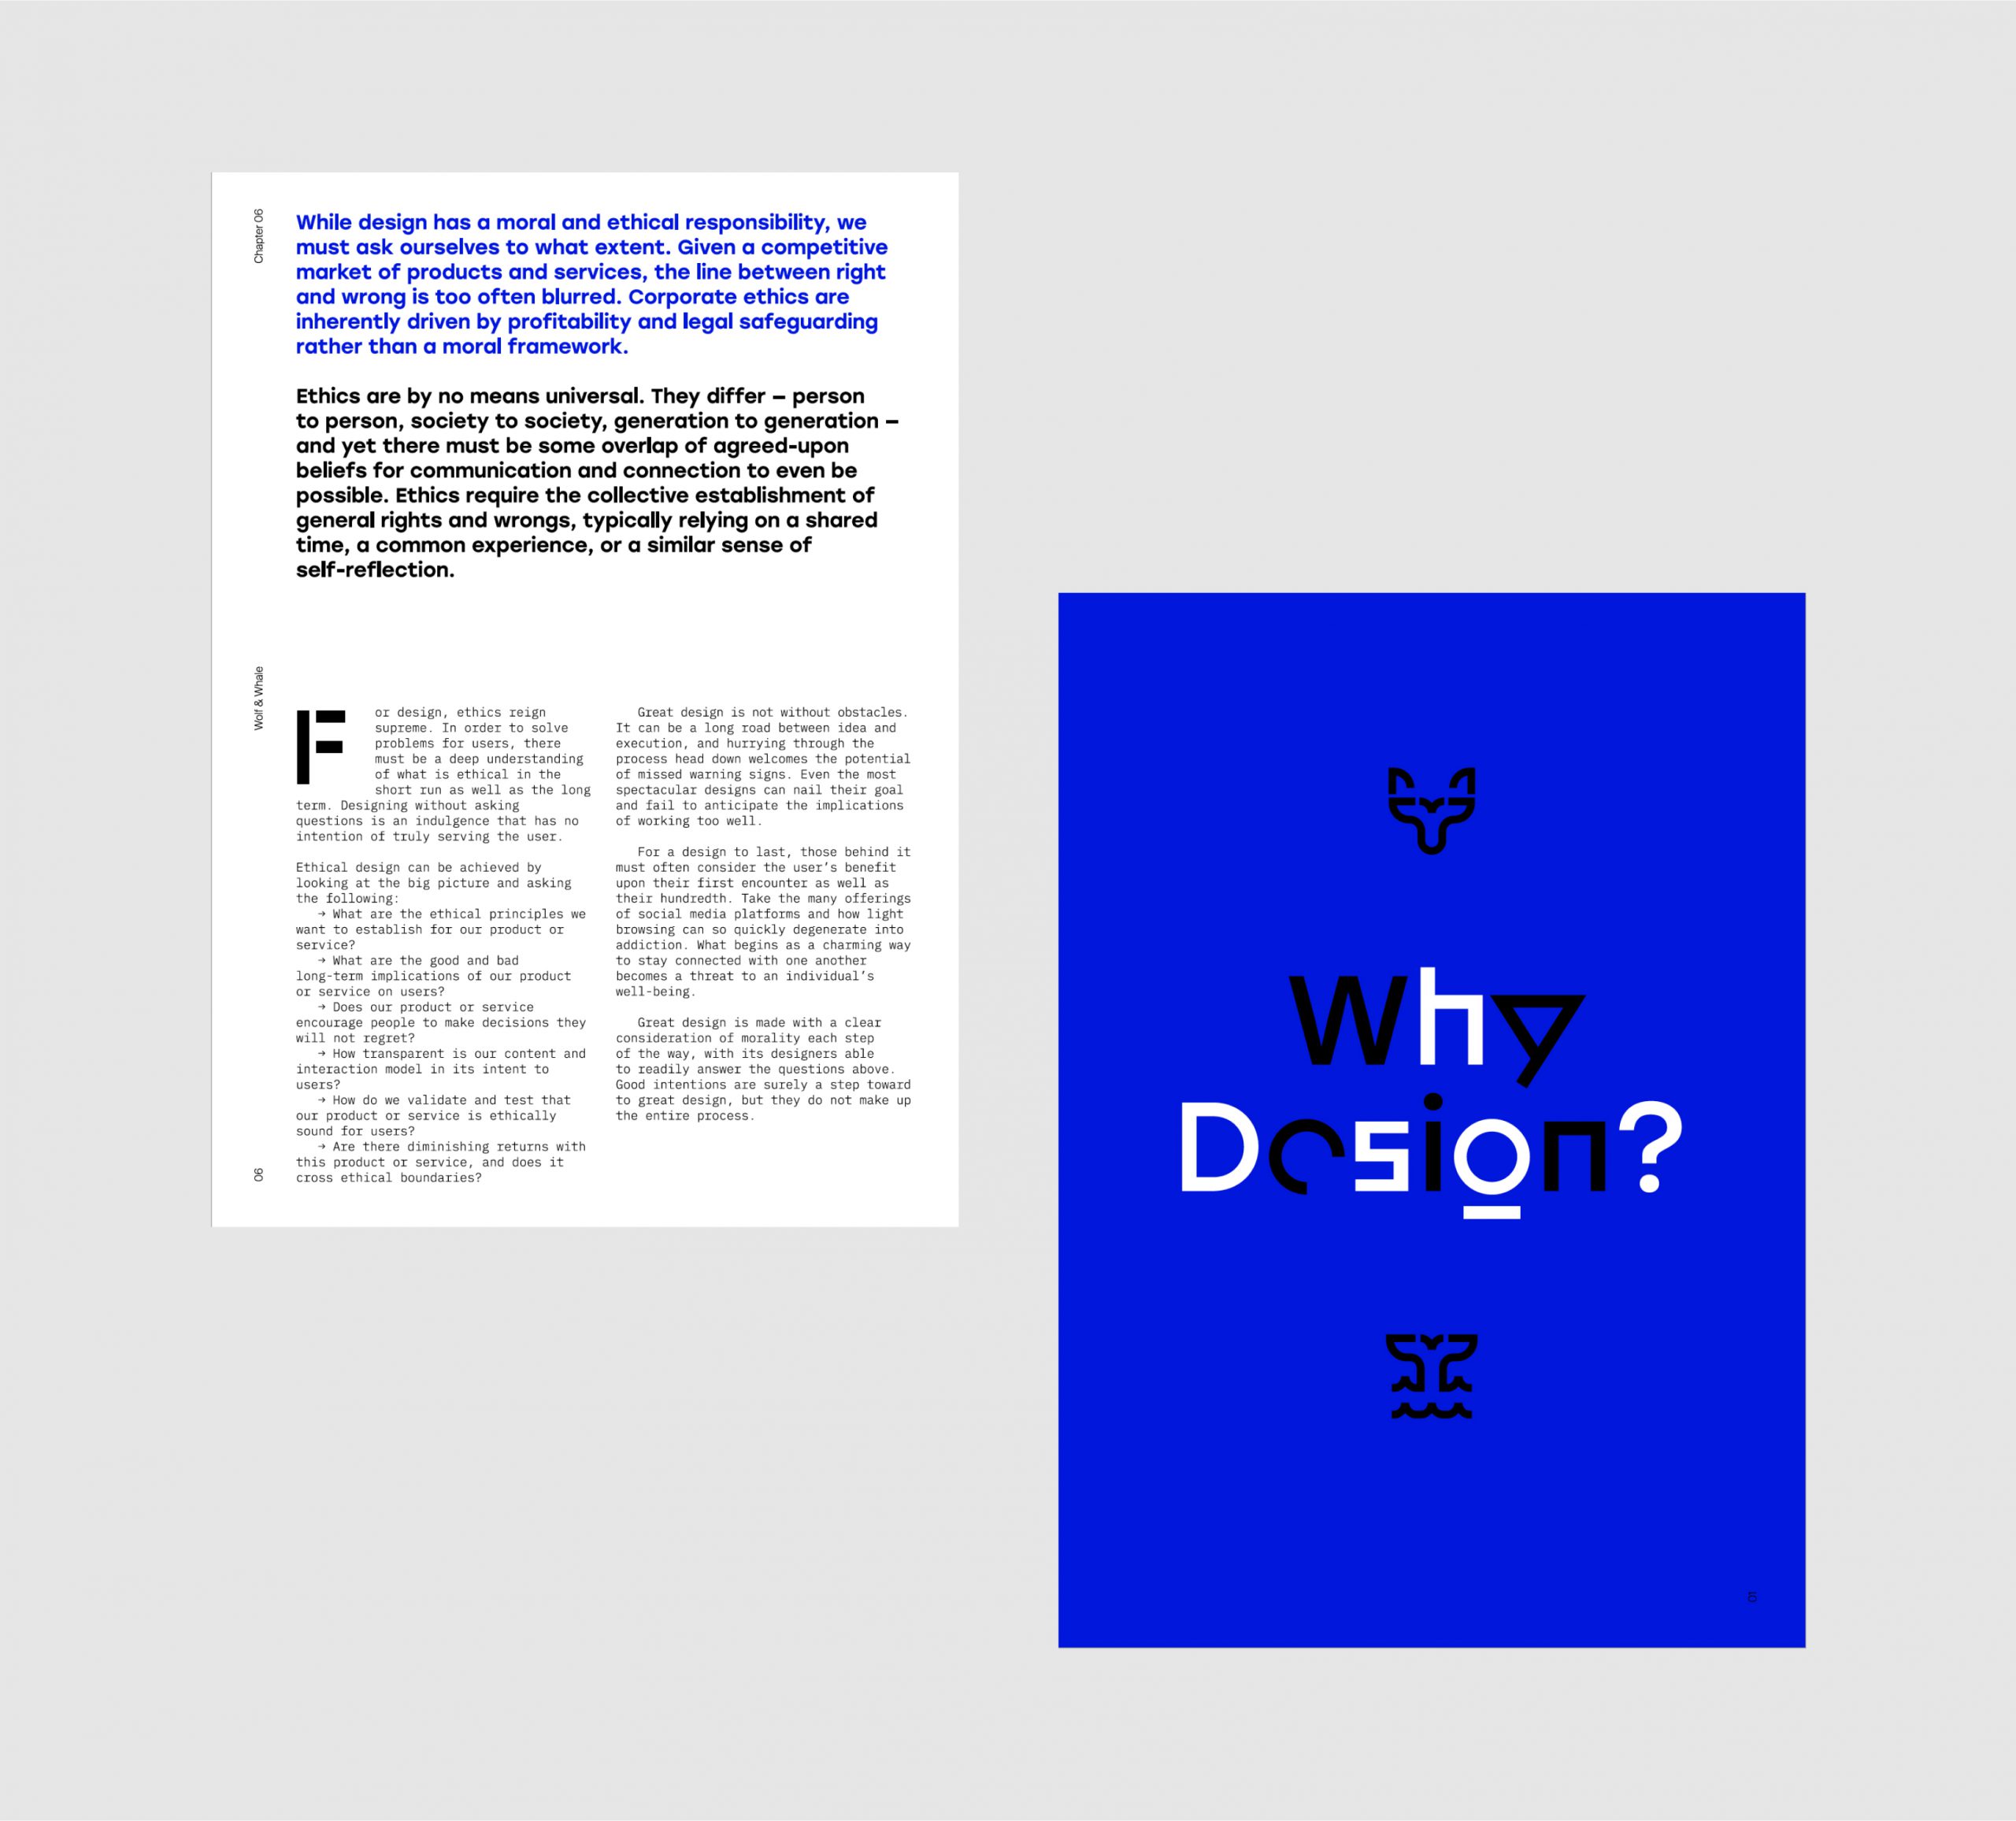 Chapter 06
While design has a moral and ethical responsibility, we
must ask ourselves to what extent. Given a competitive
market of products and services, the line between right
and wrong is too often blurred. Corporate ethics are
inherently driven by profitability and legal safeguarding
rather than a moral framework.
Ethics are by no means universal. They differ – person
to person, society to society, generation to generation –
and yet there must be some overlap of agreed-upon
beliefs for communication and connection to even be
possible. Ethics require the collective establishment of
general rights and wrongs, typically relying on a shared
time, a common experience, or a similar sense of
self-reflection.
Wolf & Whale
For design, ethics reign
supreme. In order to solve
problems for users, there
must be a deep understanding
of what is ethical in the
short run as well as the long
term. Designing without asking
questions is an indulgence that has no
intention of truly serving the user.
Ethical design can be achieved by
looking at the big picture and asking
the following:
→ What are the ethical principles we
want to establish for our product or
service?
→ What are the good and bad
long-term implications of our product
or service on users?
→ Does our product or service
encourage people to make decisions they
will not regret?
→ How transparent is our content and
interaction model in its intent to
users?
→ How do we validate and test that
our product or service is ethically
sound for users?
→ Are there diminishing returns with
this product or service, and does it
cross ethical boundaries?
Great design is not without obstacles.
It can be a long road between idea and
execution, and hurrying through the
process head down welcomes the potential
of missed warning signs. Even the most
spectacular designs can nail their goal
and fail to anticipate the implications
of working too well.
For a design to last, those behind it
must often consider the user’s benefit
upon their first encounter as well as
their hundredth. Take the many offerings
of social media platforms and how light
browsing can so quickly degenerate into
addiction. What begins as a charming way
to stay connected with one another
becomes a threat to an individual’s
well-being.
Great design is made with a clear
consideration of morality each step
of the way, with its designers able
to readily answer the questions above.
Good intentions are surely a step toward
to great design, but they do not make up
the entire process.
06
Why
Design?